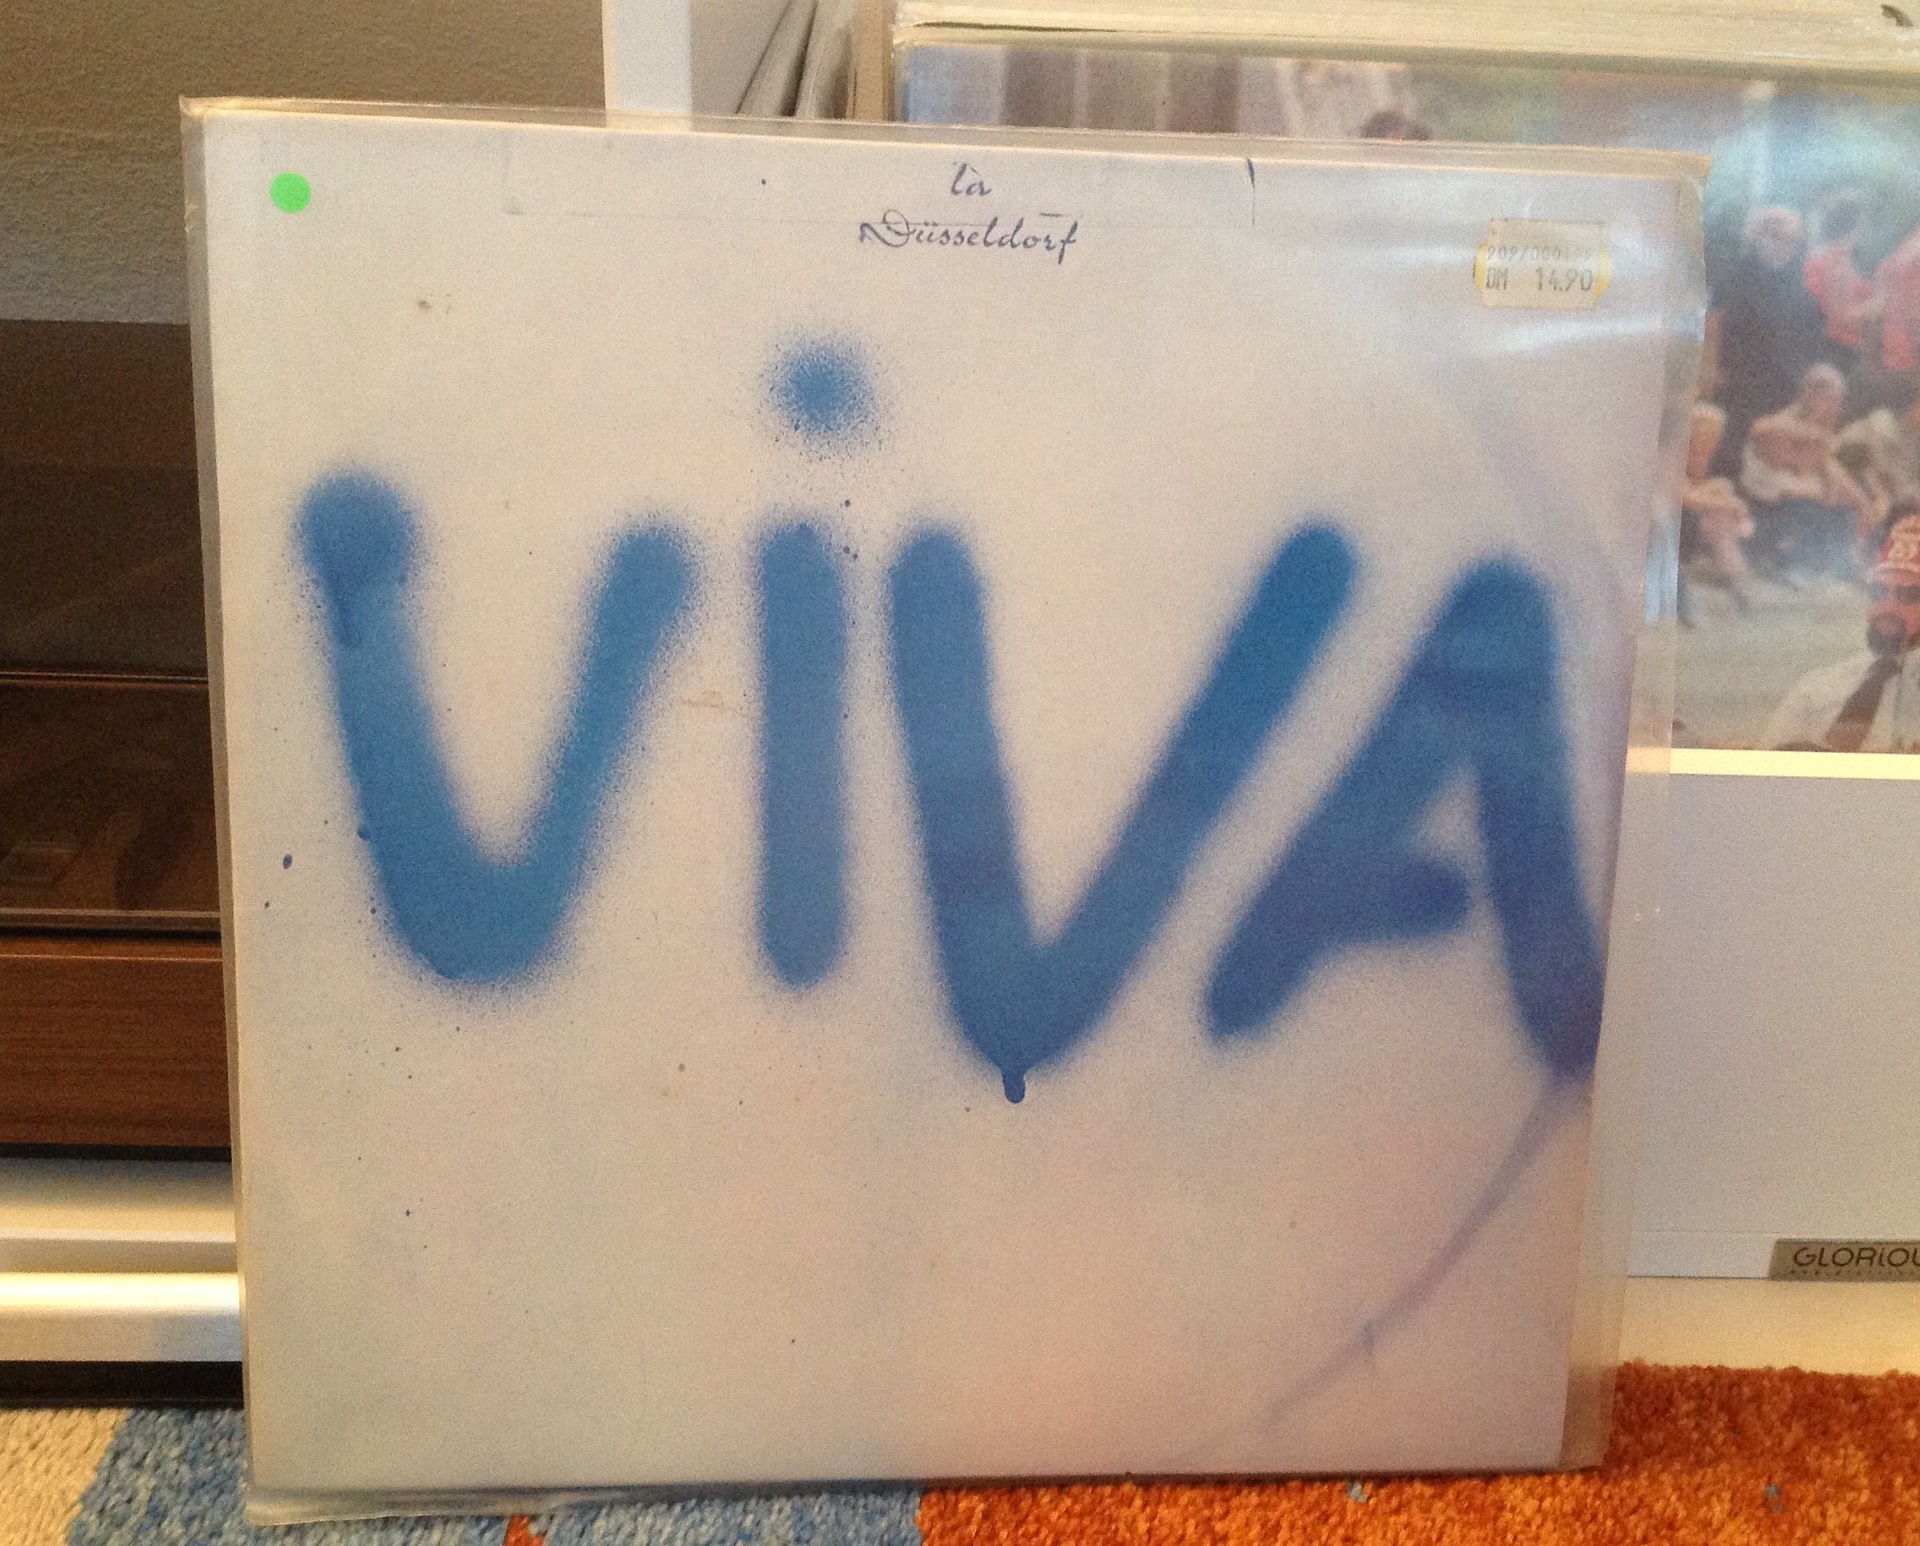 la
Düsseldorf
DM 14.90
ViVA
GLORiOU